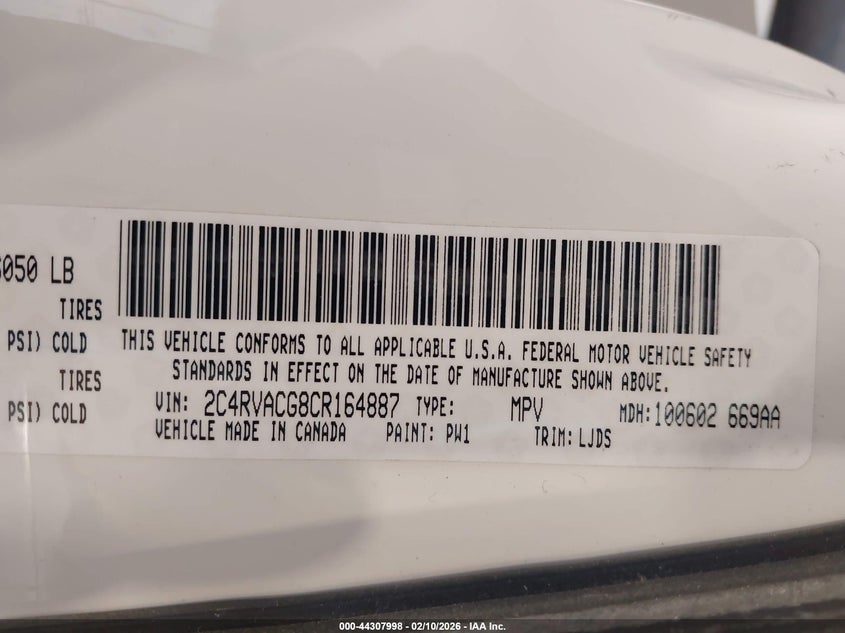 6050 LB
TIRES
PSI) COLD
TIRES
PSI) COLD
THIS VEHICLE CONFORMS TO ALL APPLICABLE U.S.A. FEDERAL MOTOR VEHICLE SAFETY
STANDARDS IN EFFECT ON THE DATE OF MANUFACTURE SHOWN ABOVE.
VIN: 2C4RVACG8CR164887 TYPE: MPV MDH:100602 669AA
VEHICLE MADE IN CANADA PAINT: PW1 TRIM: LJDS
000-44307998 - 02/10/2026 - IAA Inc.